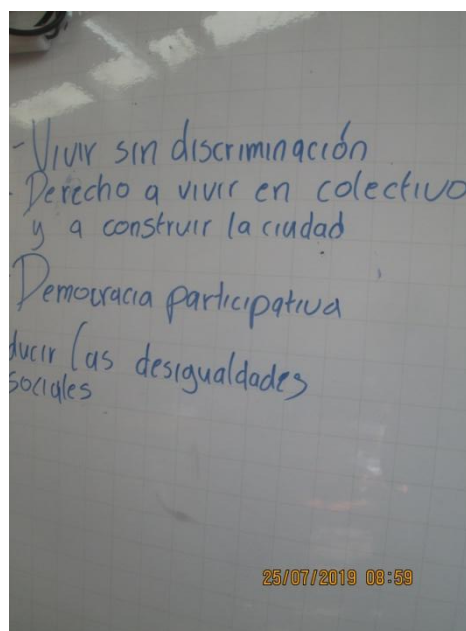 - Vivir sin discriminación
- Derecho a vivir en colectivo
y a construir la ciudad
Democracia participativa
ducir las desigualdades
sociales
25/07/2019 08:59